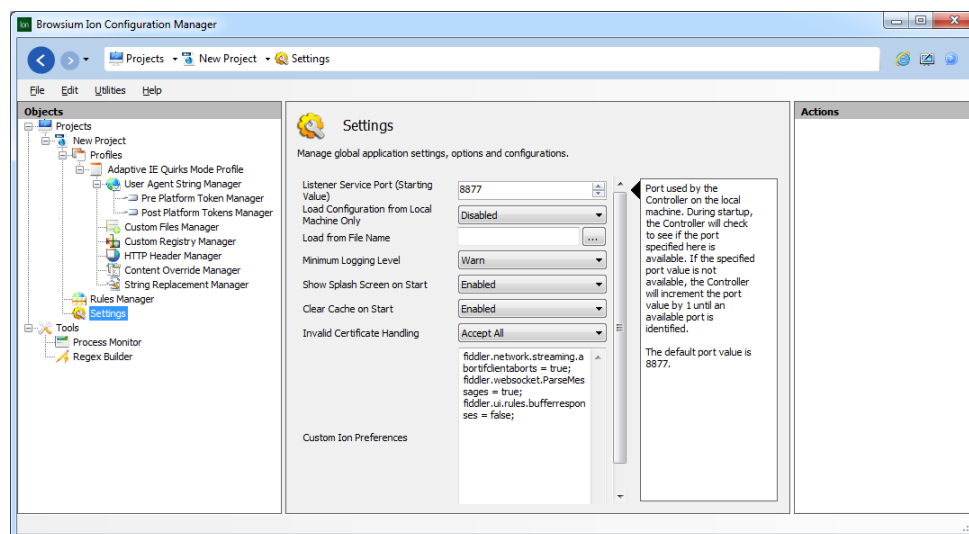 Ion Browsium Ion Configuration Manager
Projects New Project Settings
File Edit Utilities Help
Objects
Projects
New Project
Profiles
Adaptive IE Quirks Mode Profile
User Agent String Manager
Pre Platform Token Manager
Post Platform Tokens Manager
Custom Files Manager
Custom Registry Manager
HTTP Header Manager
Content Override Manager
String Replacement Manager
Rules Manager
Settings
Tools
Process Monitor
Regex Builder
Settings
Manage global application settings, options and configurations.
Listener Service Port (Starting
Value)
8877
Load Configuration from Local
Machine Only
Disabled
Load from File Name
...
Minimum Logging Level
Warn
Show Splash Screen on Start
Enabled
Clear Cache on Start
Enabled
Invalid Certificate Handling
Accept All
Custom Ion Preferences
fiddler.network.streaming.a
bortifclientaborts = true;
fiddler.websocket.ParseMes
sages = true;
fiddler.ui.rules.bufferrespon
ses = false;
Port used by the
Controller on the local
machine. During startup,
the Controller will check
to see if the port
specified here is
available. If the specified
port value is not
available, the Controller
will increment the port
value by 1 until an
available port is
identified.
The default port value is
8877.
Actions